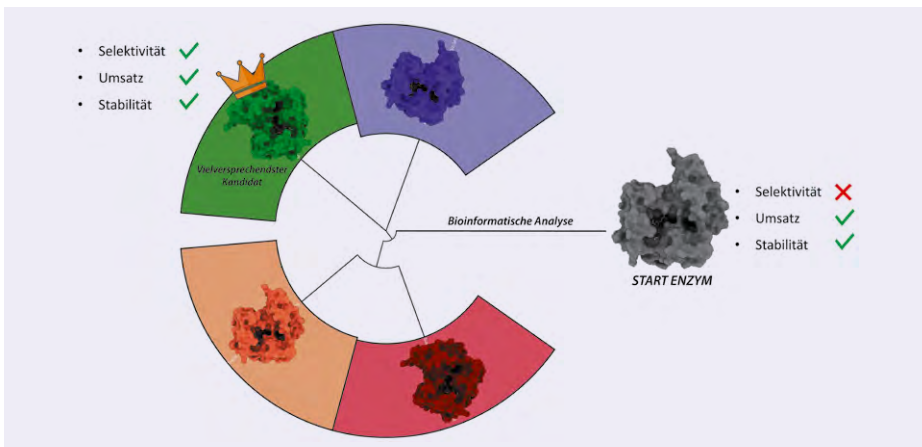 • Selektivität
• Umsatz
• Stabilität
Vielversprechendster
Kandidat
Bioinformatische Analyse
• Selektivität
• Umsatz
• Stabilität
START ENZYM